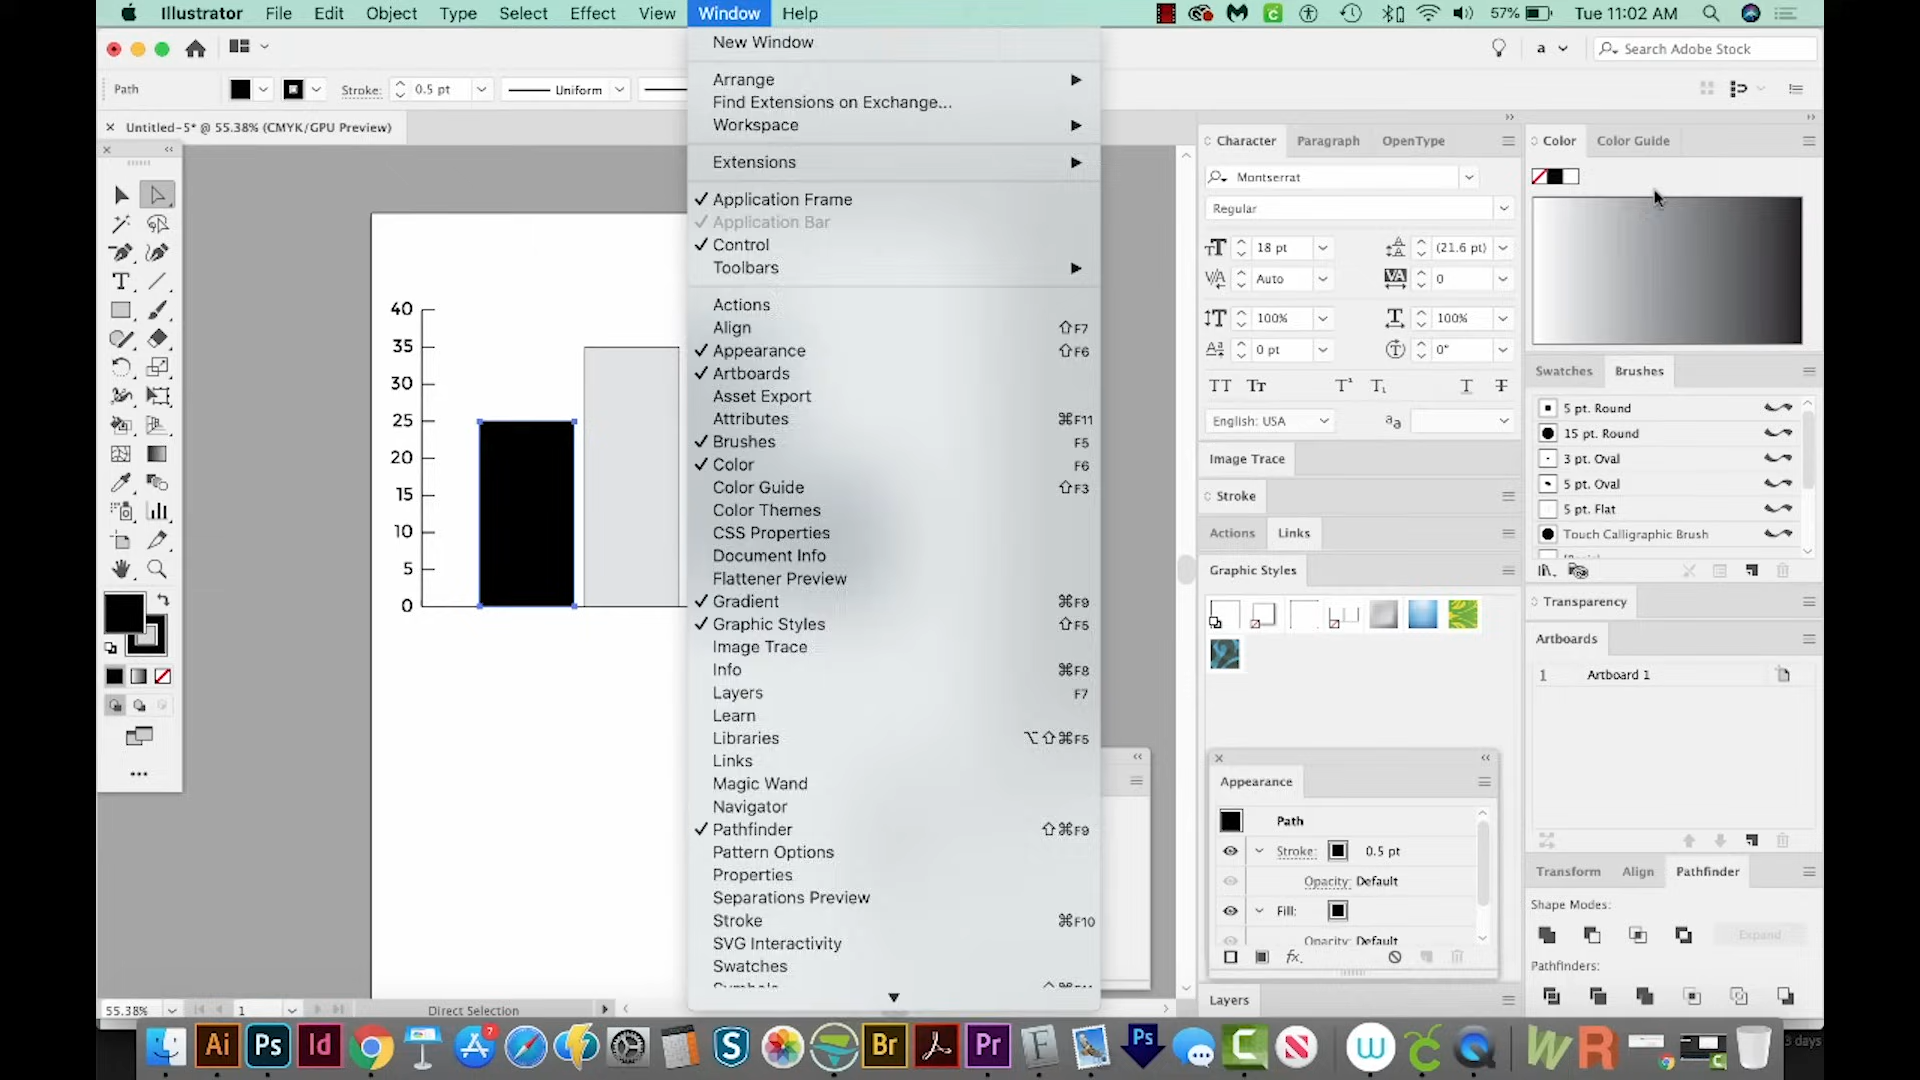 Illustrator File Edit Object Type Select Effect View Window Help
57% Tue 11:02 AM
a Search Adobe Stock
Path Stroke: 0.5 pt Uniform
Untitled-5* @ 55.38% (CMYK/GPU Preview)
40
35
30
25
20
15
10
5
0
55.38% 1 Direct Selection
New Window
Arrange
Find Extensions on Exchange...
Workspace
Extensions
Application Frame
Application Bar
Control
Toolbars
Actions
Align ⇧F7
Appearance ⇧F6
Artboards
Asset Export
Attributes ⌘F11
Brushes F5
Color F6
Color Guide ⇧F3
Color Themes
CSS Properties
Document Info
Flattener Preview
Gradient ⌘F9
Graphic Styles ⇧F5
Image Trace
Info ⌘F8
Layers F7
Learn
Libraries ⌥⇧⌘F5
Links
Magic Wand
Navigator
Pathfinder ⇧⌘F9
Pattern Options
Properties
Separations Preview
Stroke ⌘F10
SVG Interactivity
Swatches
Character Paragraph OpenType
Montserrat
Regular
18 pt (21.6 pt)
Auto 0
100% 100%
0 pt 0°
English: USA
Image Trace
Stroke
Actions Links
Graphic Styles
Appearance
Path
Stroke: 0.5 pt
Opacity: Default
Fill:
Opacity: Default
fx.
Layers
Color Color Guide
Swatches Brushes
5 pt. Round
15 pt. Round
3 pt. Oval
5 pt. Oval
5 pt. Flat
Touch Calligraphic Brush
Transparency
Artboards
1 Artboard 1
Transform Align Pathfinder
Shape Modes:
Expand
Pathfinders:
Ai Ps Id 7 S Br Pr Ps
3 days